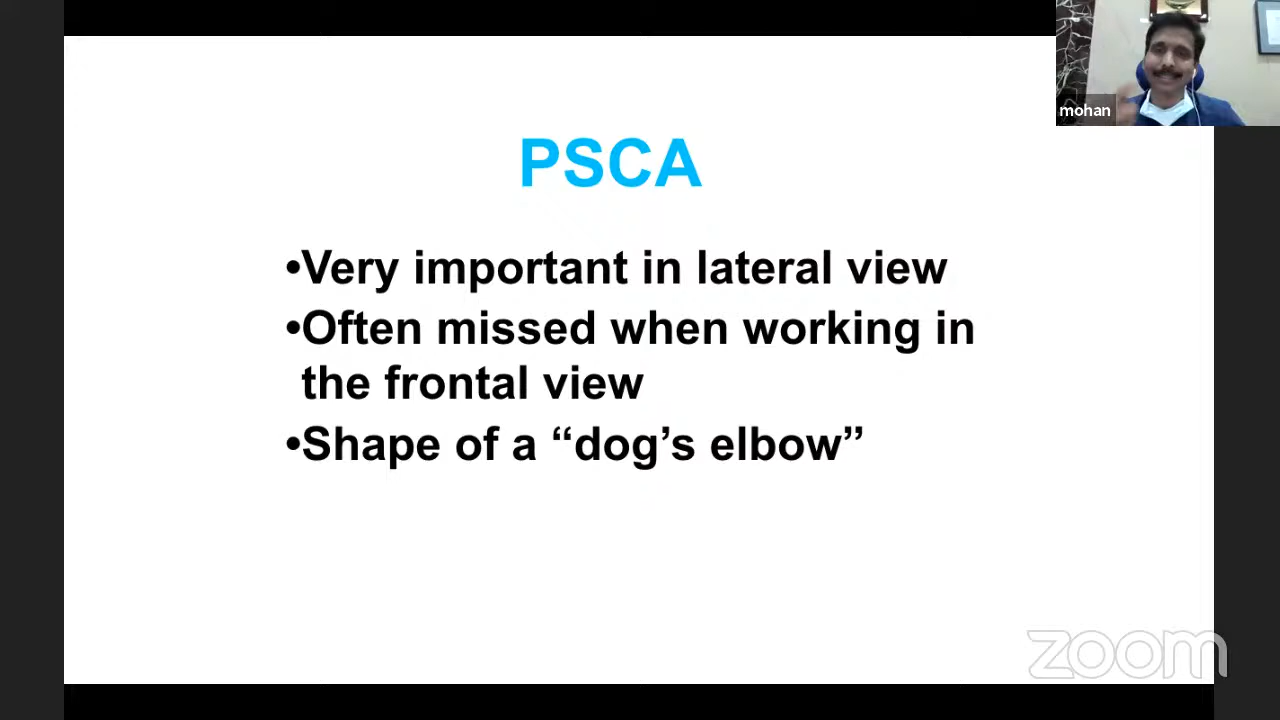 mohan
PSCA
•Very important in lateral view
•Often missed when working in
the frontal view
•Shape of a “dog’s elbow”
zoom